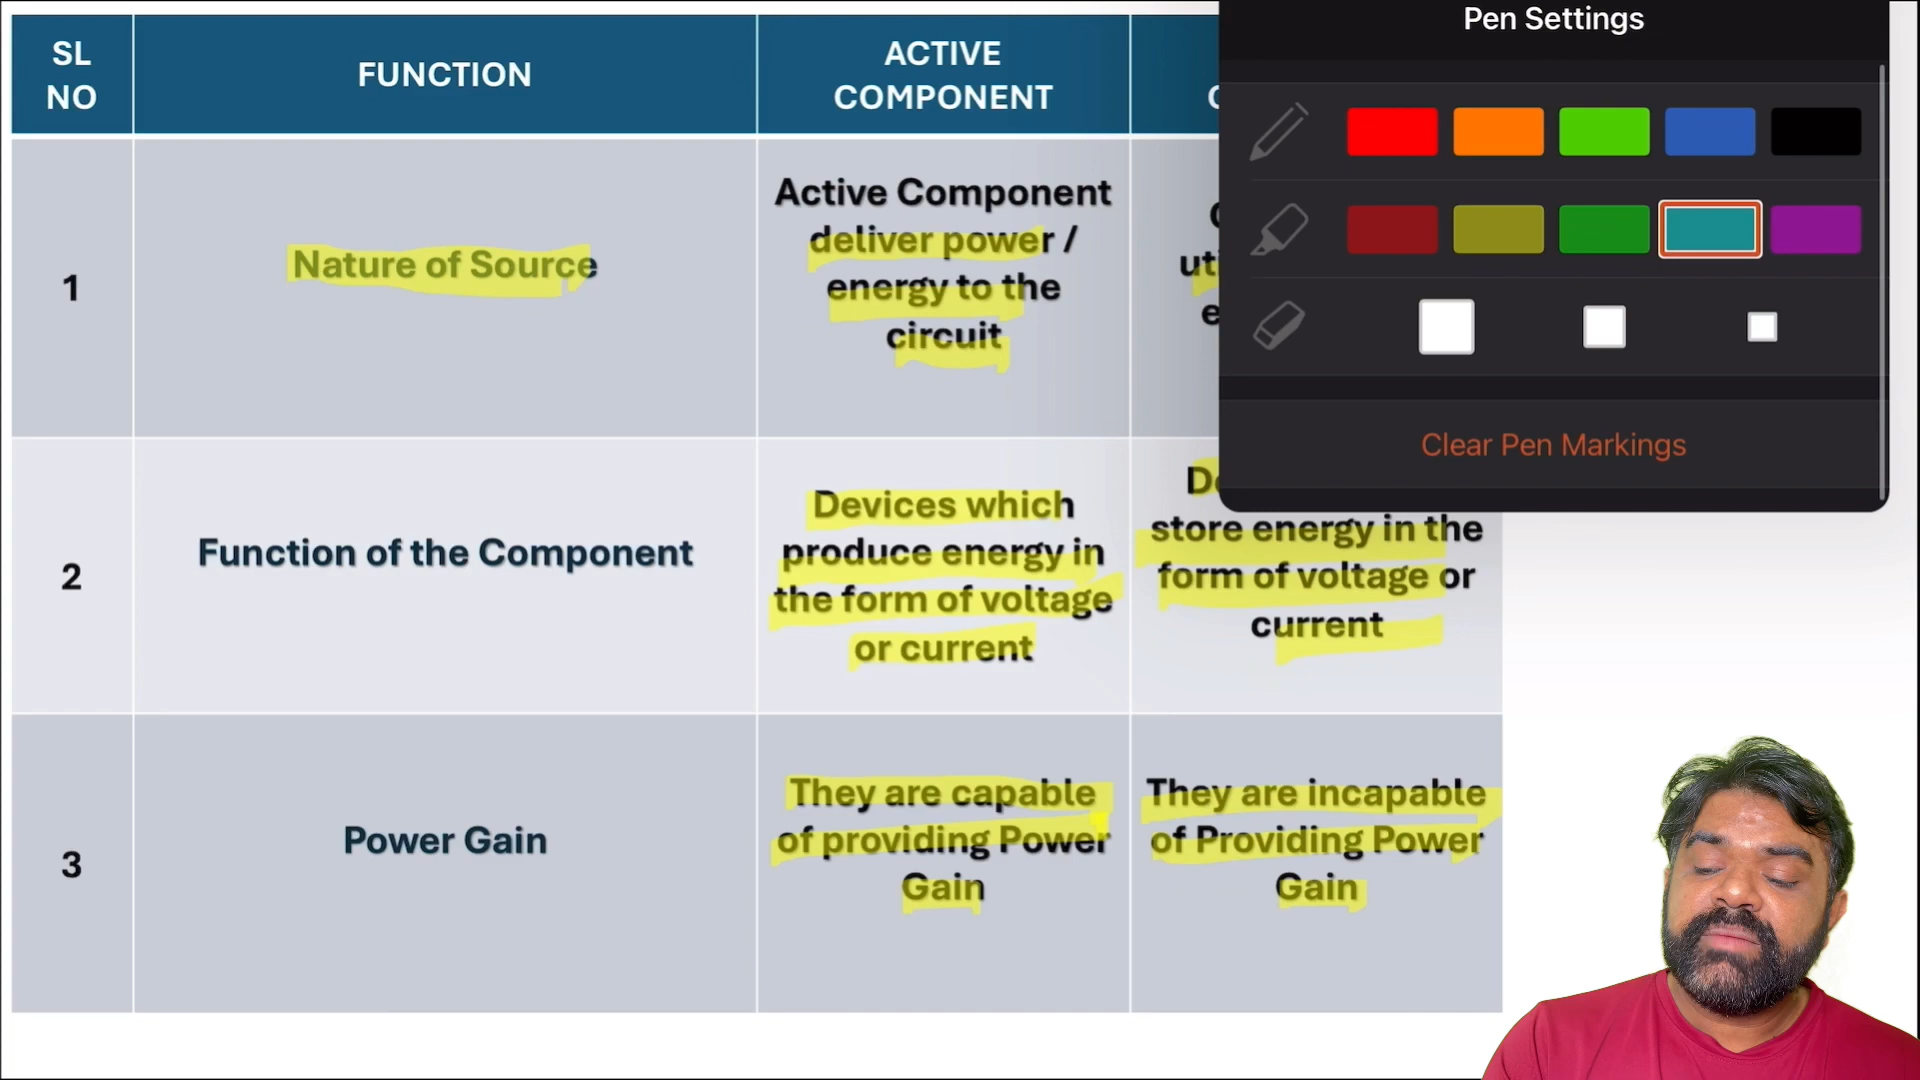 SL
NO
FUNCTION
ACTIVE
COMPONENT
1
Nature of Source
Active Component
deliver power /
energy to the
circuit
2
Function of the Component
Devices which
produce energy in
the form of voltage
or current
store energy in the
form of voltage or
current
3
Power Gain
They are capable
of providing Power
Gain
They are incapable
of Providing Power
Gain
Pen Settings
Clear Pen Markings